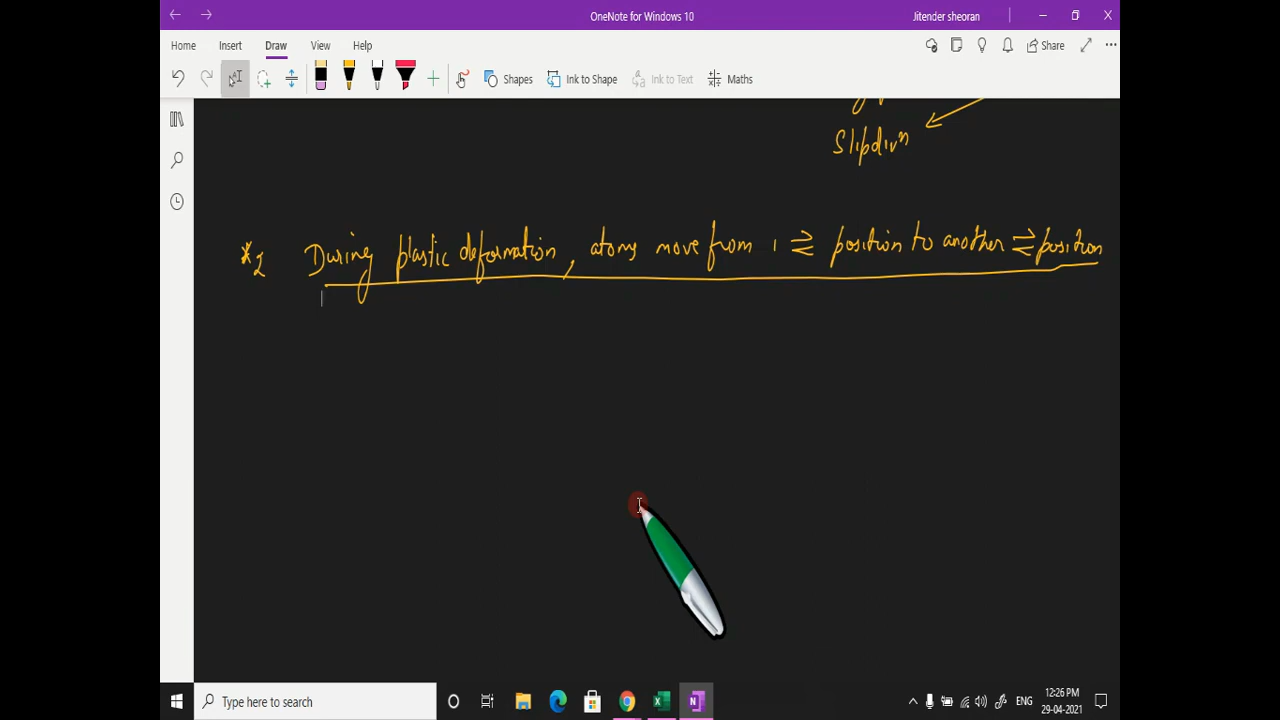 OneNote for Windows 10
Jitender sheoran
Home Insert Draw View Help
Share
Shapes Ink to Shape Ink to Text Maths
Slipdirⁿ
*2 During plastic deformation, atoms move from 1 ⇄ position to another ⇄ position
Type here to search
ENG
12:26 PM
29-04-2021